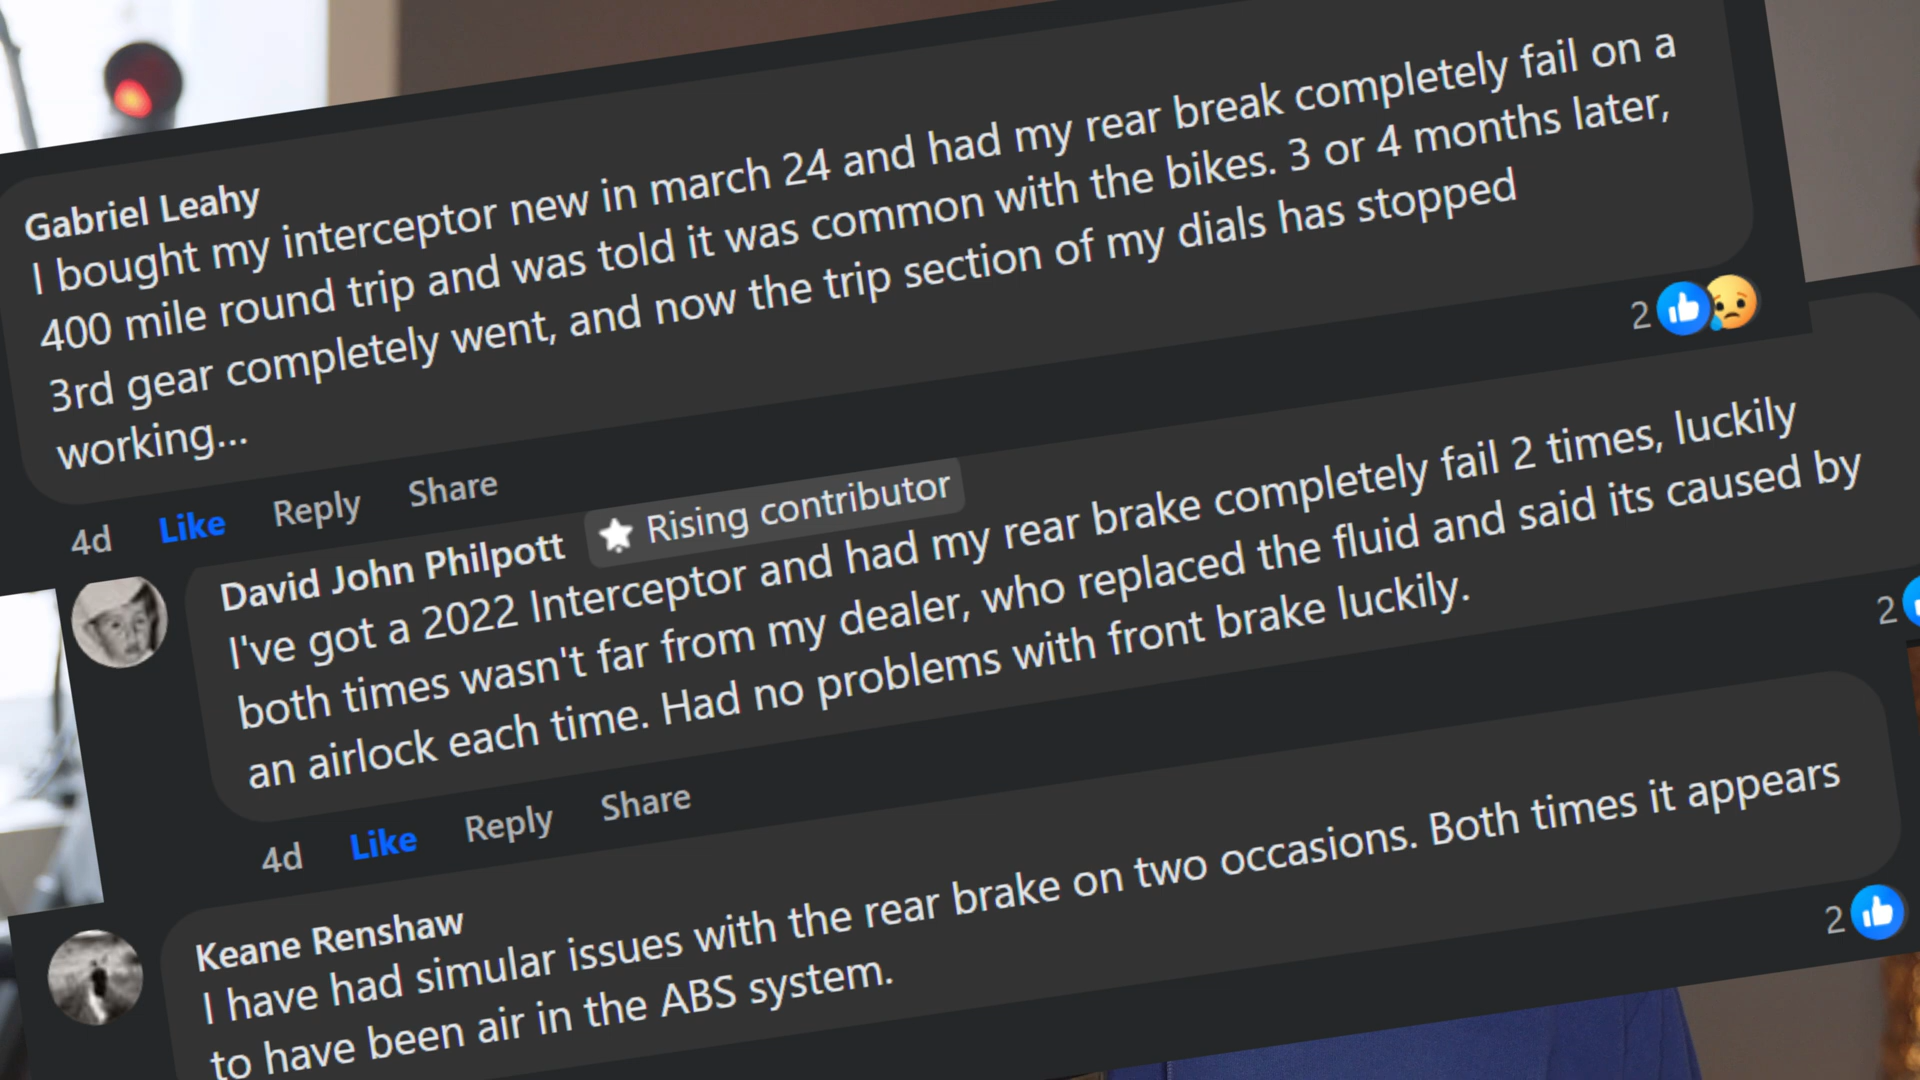 Gabriel Leahy
I bought my interceptor new in march 24 and had my rear break completely fail on a
400 mile round trip and was told it was common with the bikes. 3 or 4 months later,
3rd gear completely went, and now the trip section of my dials has stopped
working...
2
4d Like Reply Share
David John Philpott Rising contributor
I've got a 2022 Interceptor and had my rear brake completely fail 2 times, luckily
both times wasn't far from my dealer, who replaced the fluid and said its caused by
an airlock each time. Had no problems with front brake luckily.
2
4d Like Reply Share
Keane Renshaw
I have had simular issues with the rear brake on two occasions. Both times it appears
to have been air in the ABS system.
2